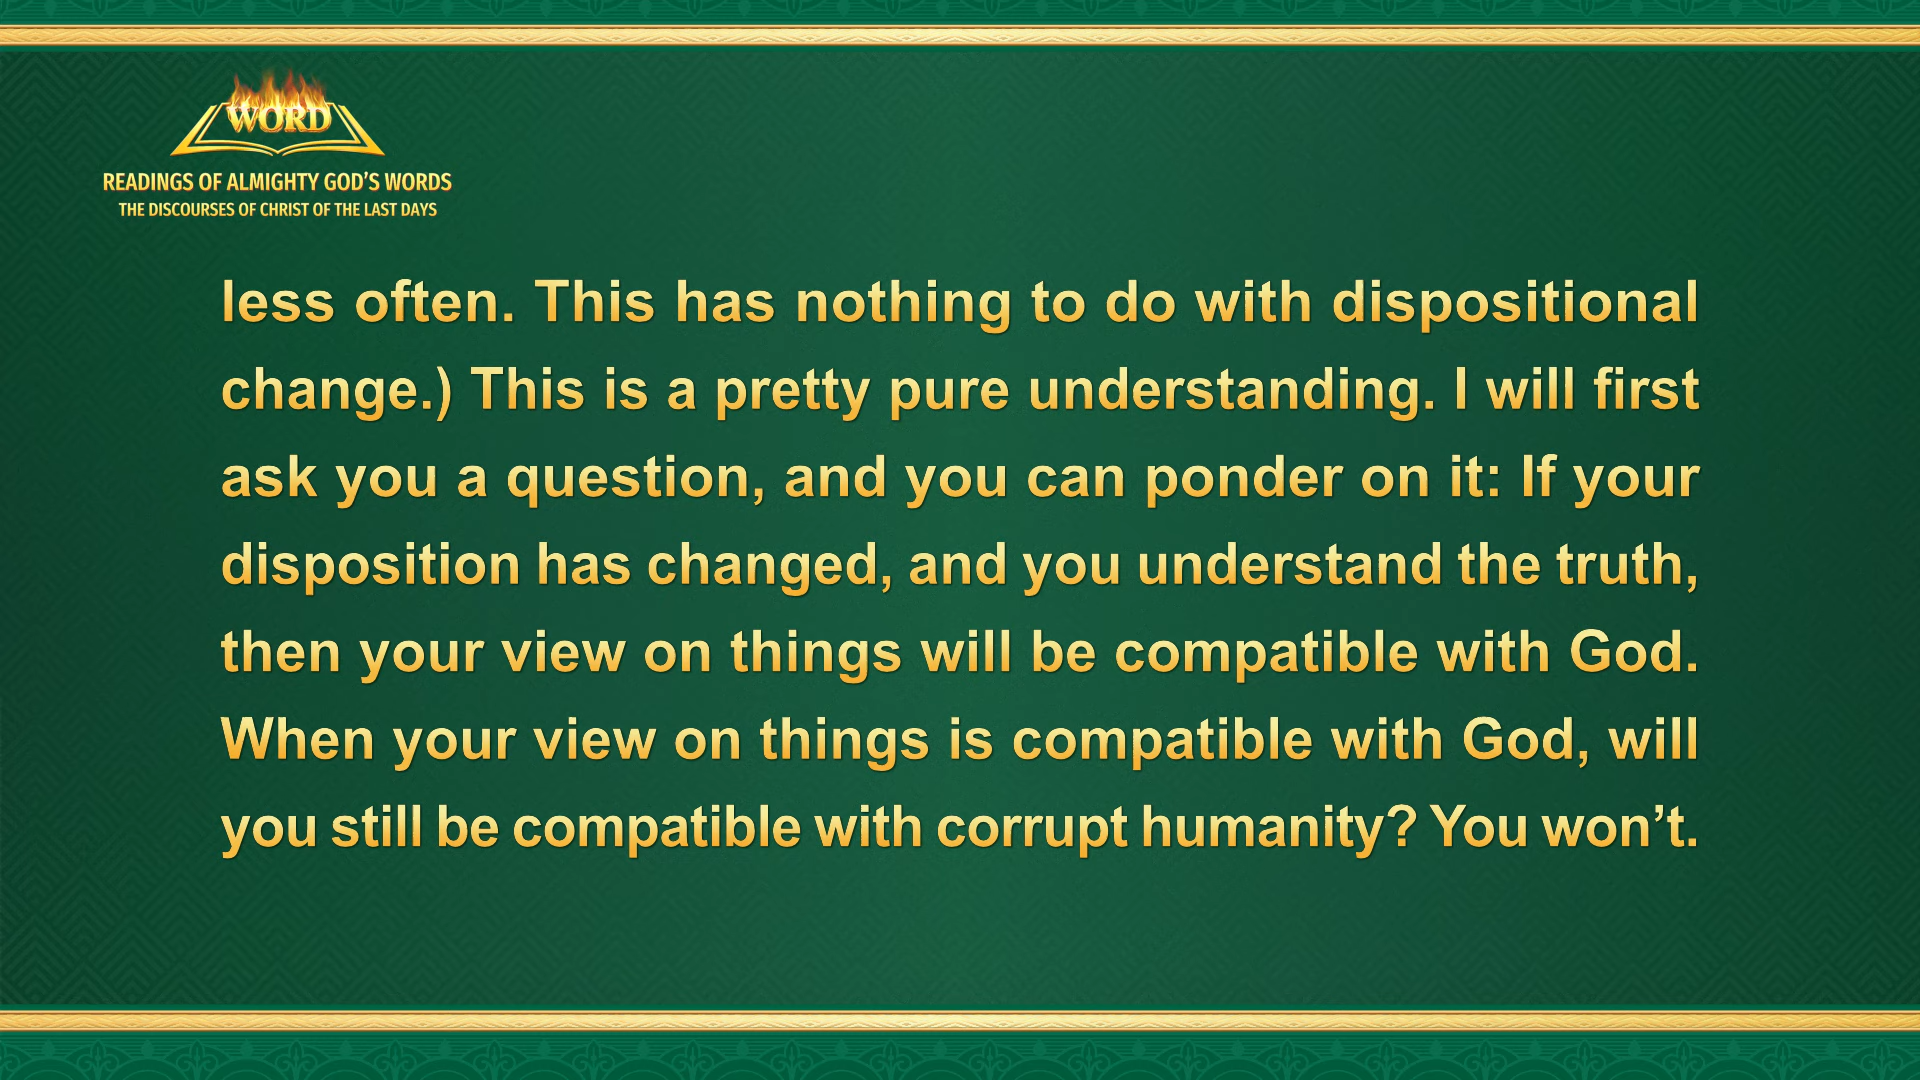 WORD
READINGS OF ALMIGHTY GOD’S WORDS
THE DISCOURSES OF CHRIST OF THE LAST DAYS
less often. This has nothing to do with dispositional
change.) This is a pretty pure understanding. I will first
ask you a question, and you can ponder on it: If your
disposition has changed, and you understand the truth,
then your view on things will be compatible with God.
When your view on things is compatible with God, will
you still be compatible with corrupt humanity? You won’t.